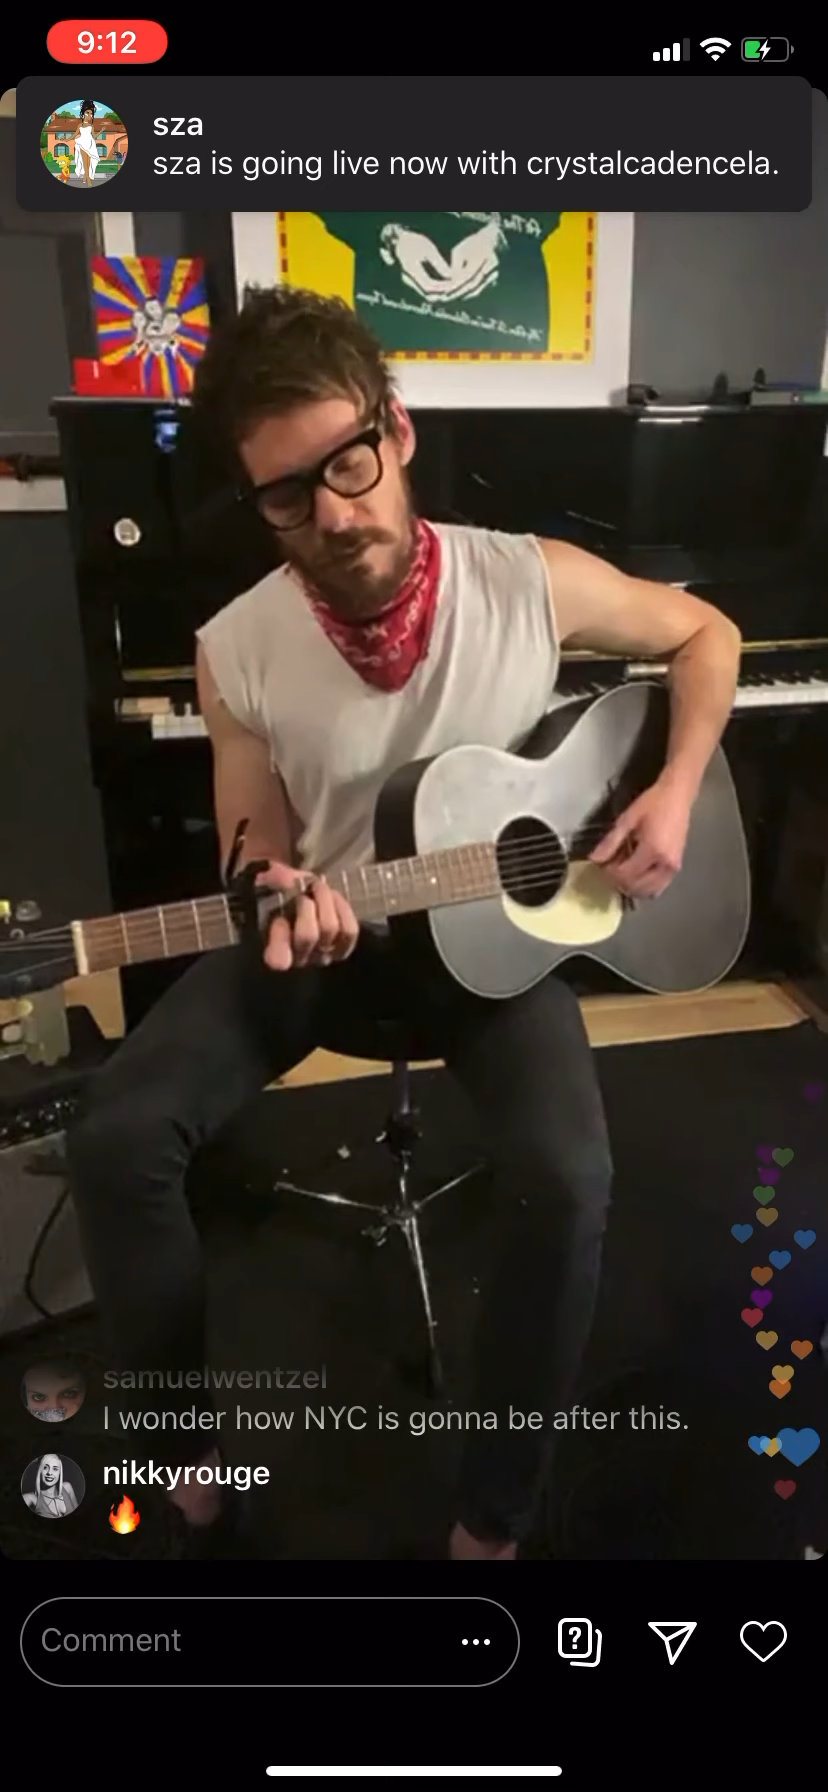 9:12
sza
sza is going live now with crystalcadencela.
samuelwentzel
I wonder how NYC is gonna be after this.
nikkyrouge
🔥
Comment
?